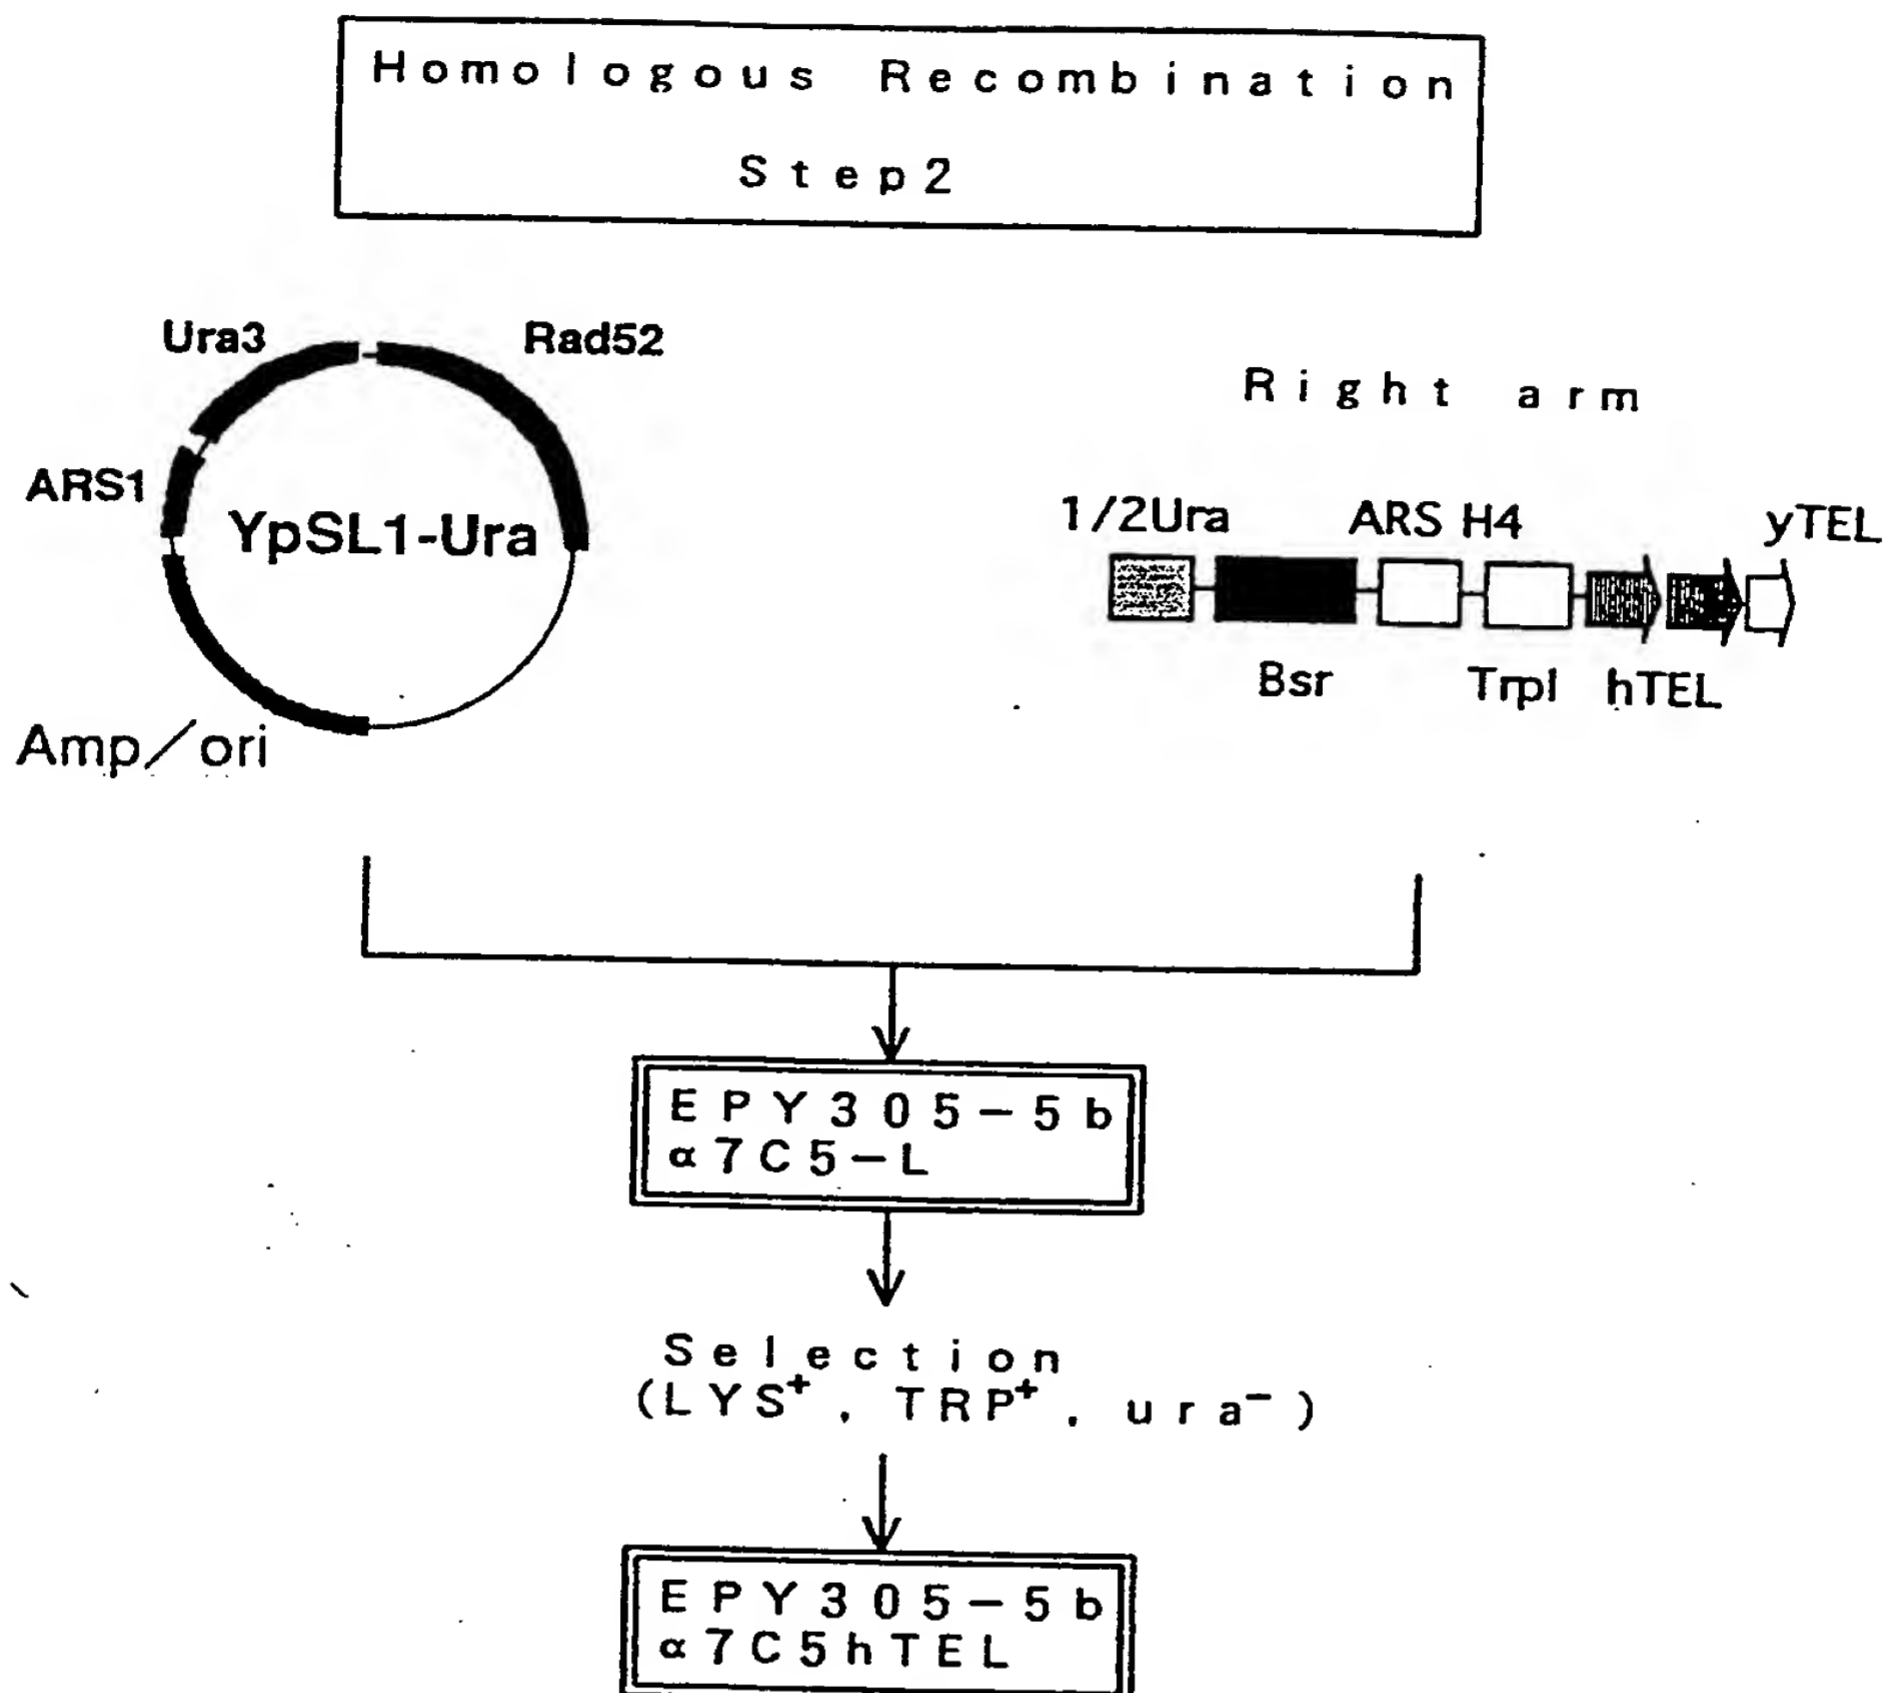 Homologous Recombination
Step2
Ura3
Rad52
ARS1
YpSL1-Ura
Amp/ori
Right arm
1/2Ura
ARS H4
yTEL
Bsr
TrpI
hTEL
EPY305-5b
α7C5-L
Selection
(LYS⁺, TRP⁺, ura⁻)
EPY305-5b
α7C5hTEL